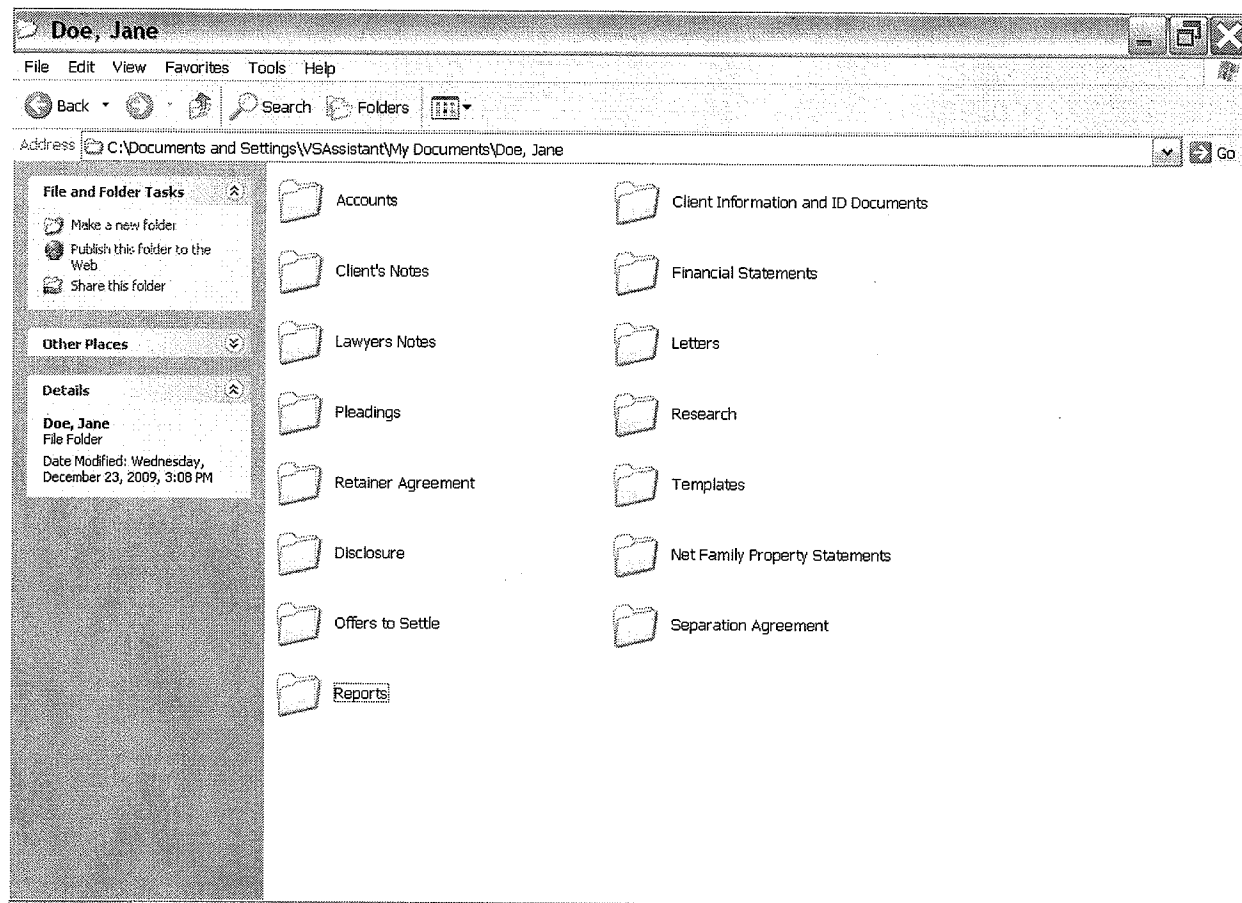 Doe, Jane
File Edit View Favorites Tools Help
Back Search Folders
Address C:\Documents and Settings\VSAssistant\My Documents\Doe, Jane Go
File and Folder Tasks
Make a new folder
Publish this folder to the
Web
Share this folder
Other Places
Details
Doe, Jane
File Folder
Date Modified: Wednesday,
December 23, 2009, 3:08 PM
Accounts Client Information and ID Documents
Client's Notes Financial Statements
Lawyers Notes Letters
Pleadings Research
Retainer Agreement Templates
Disclosure Net Family Property Statements
Offers to Settle Separation Agreement
Reports